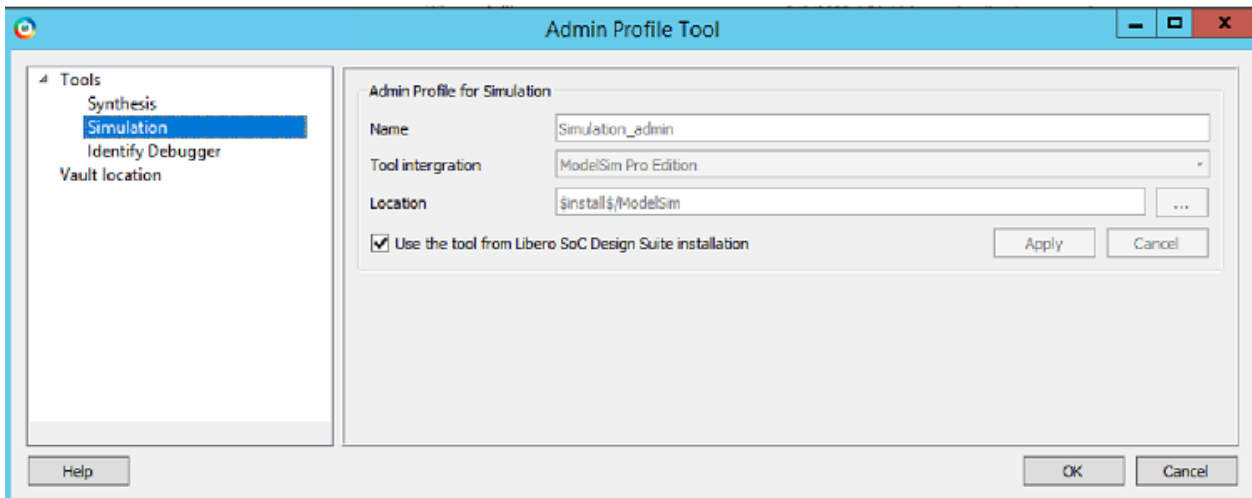 Admin Profile Tool
Tools
Synthesis
Simulation
Identify Debugger
Vault location
Admin Profile for Simulation
Name Simulation_admin
Tool intergration ModelSim Pro Edition
Location $install$/ModelSim ...
Use the tool from Libero SoC Design Suite installation Apply Cancel
Help OK Cancel